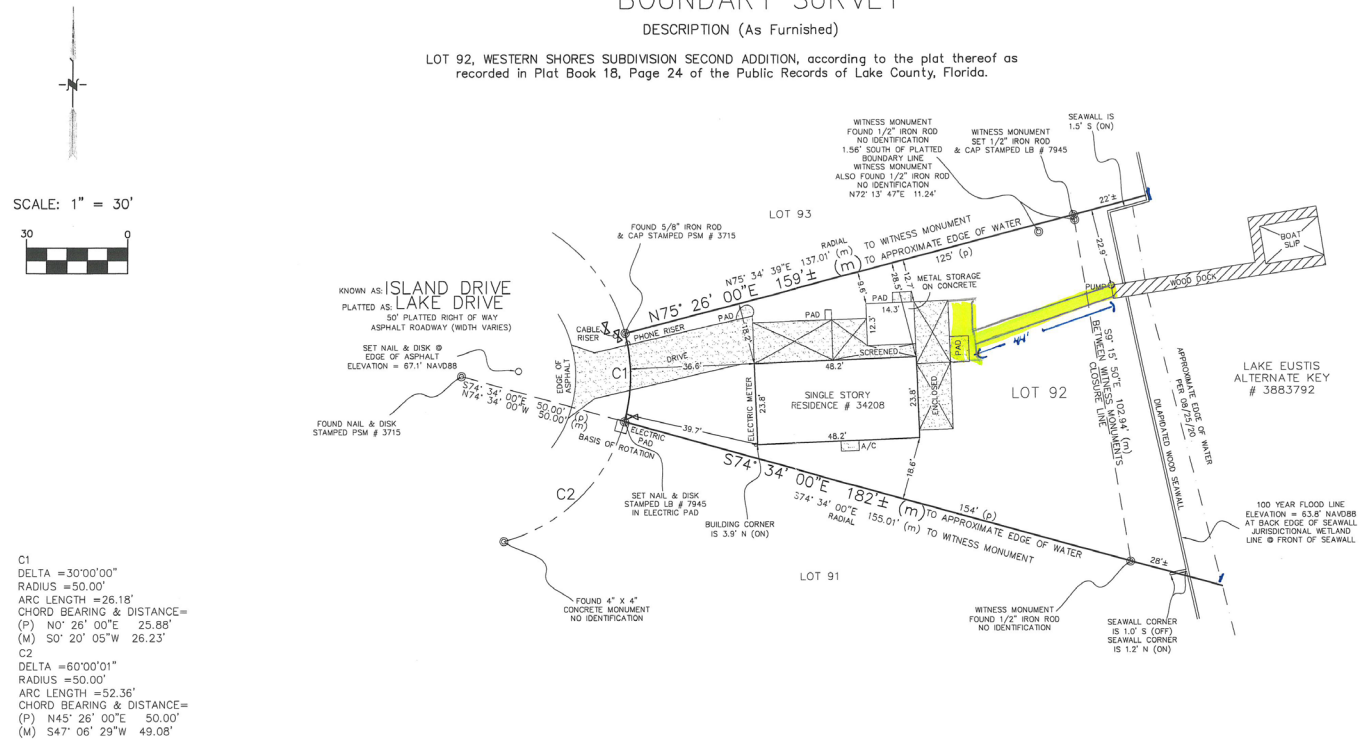 BOUNDARY SURVEY
DESCRIPTION (As Furnished)
LOT 92, WESTERN SHORES SUBDIVISION SECOND ADDITION, according to the plat thereof as
recorded in Plat Book 18, Page 24 of the Public Records of Lake County, Florida.
N
SCALE: 1" = 30'
30
0
WITNESS MONUMENT
FOUND 1/2" IRON ROD
NO IDENTIFICATION
1.56' SOUTH OF PLATTED
BOUNDARY LINE
WITNESS MONUMENT
ALSO FOUND 1/2" IRON ROD
NO IDENTIFICATION
N72° 13' 47"E 11.24'
WITNESS MONUMENT
SET 1/2" IRON ROD
& CAP STAMPED LB # 7945
SEAWALL IS
1.5' S (ON)
22'±
LOT 93
FOUND 5/8" IRON ROD
& CAP STAMPED PSM # 3715
N75° 34' 39"E 137.01' (m) TO WITNESS MONUMENT
RADIAL
N75° 26' 00"E 159'± (m) TO APPROXIMATE EDGE OF WATER
125' (p)
KNOWN AS: ISLAND DRIVE
PLATTED AS: LAKE DRIVE
50' PLATTED RIGHT OF WAY
ASPHALT ROADWAY (WIDTH VARIES)
CABLE
RISER
PHONE RISER
SET NAIL & DISK @
EDGE OF ASPHALT
ELEVATION = 67.1' NAVD88
EDGE OF
ASPHALT
C1
DRIVE
36.6'
PAD
18.2'
PAD
9.6'
28.5'
12.7'
METAL STORAGE
ON CONCRETE
PAD
14.3'
12.3'
SCREENED
48.2'
ELECTRIC METER
23.8'
SINGLE STORY
RESIDENCE # 34208
23.8'
ENCLOSED
48.2'
A/C
PAD
44'
22.9'
PUMP
WOOD DOCK
BOAT
SLIP
LOT 92
S9° 15' 50"E 102.94' (m)
BETWEEN WITNESS MONUMENTS
CLOSURE LINE
DILAPIDATED WOOD SEAWALL
APPROXIMATE EDGE OF WATER
PER 08/25/20
LAKE EUSTIS
ALTERNATE KEY
# 3883792
FOUND NAIL & DISK
STAMPED PSM # 3715
S74° 34' 00"E 50.00' (p)
N74° 34' 00"W 50.00' (m)
BASIS OF ROTATION
ELECTRIC
PAD
39.7'
C2
SET NAIL & DISK
STAMPED LB # 7945
IN ELECTRIC PAD
BUILDING CORNER
IS 3.9' N (ON)
18.6'
S74° 34' 00"E 182'± (m) TO APPROXIMATE EDGE OF WATER
154' (p)
S74° 34' 00"E 155.01' (m) TO WITNESS MONUMENT
RADIAL
28'±
LOT 91
100 YEAR FLOOD LINE
ELEVATION = 63.8' NAVD88
AT BACK EDGE OF SEAWALL
JURISDICTIONAL WETLAND
LINE @ FRONT OF SEAWALL
FOUND 4" X 4"
CONCRETE MONUMENT
NO IDENTIFICATION
WITNESS MONUMENT
FOUND 1/2" IRON ROD
NO IDENTIFICATION
SEAWALL CORNER
IS 1.0' S (OFF)
SEAWALL CORNER
IS 1.2' N (ON)
C1
DELTA =30°00'00"
RADIUS =50.00'
ARC LENGTH =26.18'
CHORD BEARING & DISTANCE=
(P) N0° 26' 00"E 25.88'
(M) S0° 20' 05"W 26.23'
C2
DELTA =60°00'01"
RADIUS =50.00'
ARC LENGTH =52.36'
CHORD BEARING & DISTANCE=
(P) N45° 26' 00"E 50.00'
(M) S47° 06' 29"W 49.08'